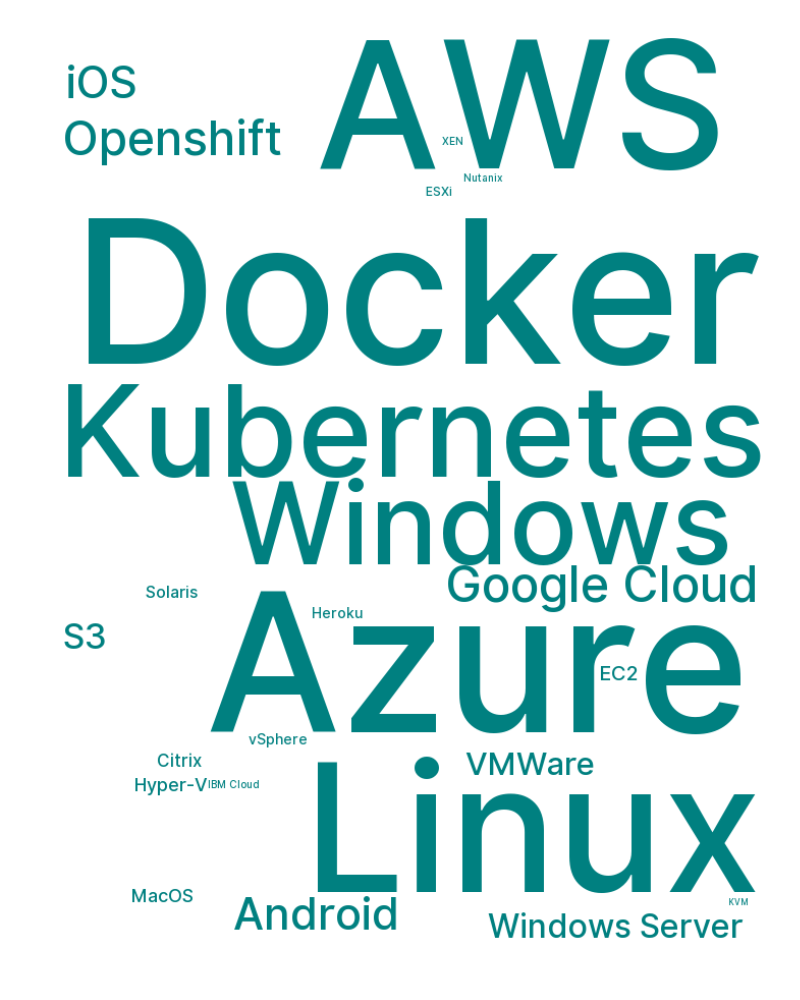 iOS
AWS
Openshift
XEN
Nutanix
ESXi
Docker
Kubernetes
Windows
Google Cloud
Solaris
Heroku
S3
Azure
EC2
vSphere
Citrix
VMWare
Hyper-V
IBM Cloud
Linux
MacOS
KVM
Android
Windows Server